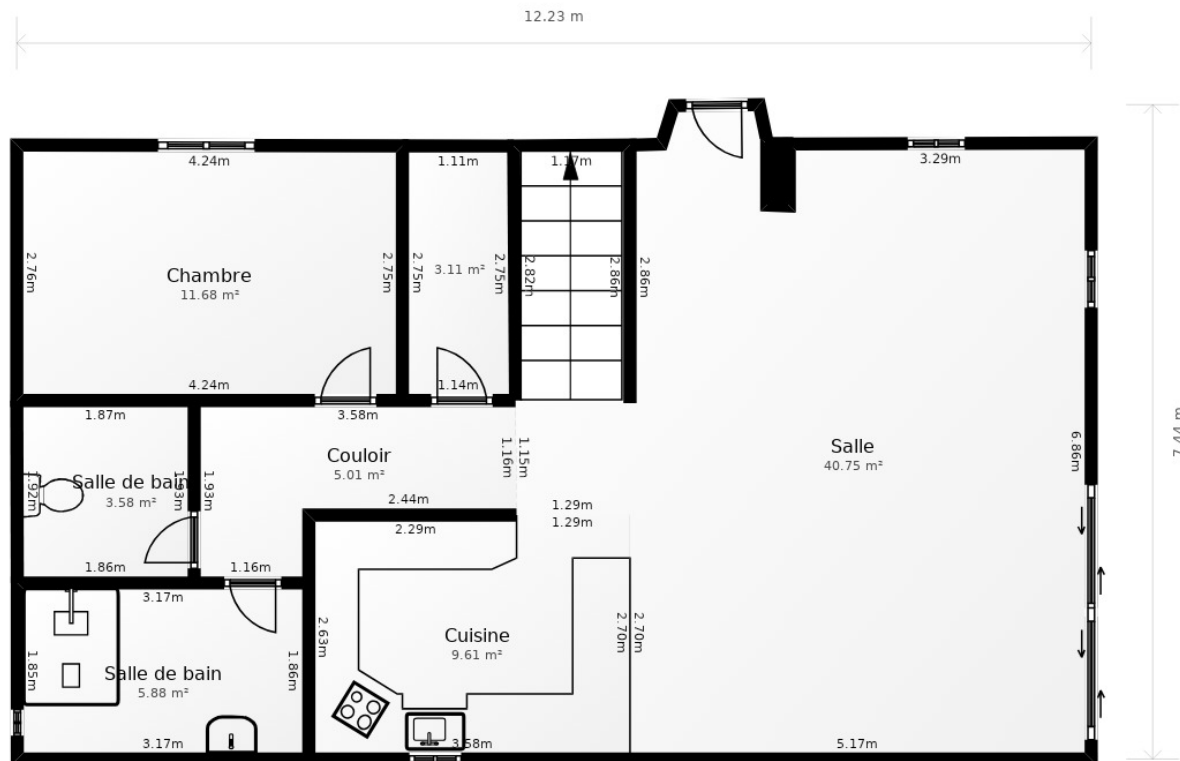 12.23 m
4.24m
1.11m
1.17m
3.29m
2.76m
2.75m
2.75m
2.75m
2.82m
2.86m
2.86m
Chambre
11.68 m²
3.11 m²
4.24m
1.14m
1.87m
3.58m
Couloir
5.01 m²
1.16m
1.15m
Salle
40.75 m²
6.86m
7.44 m
1.92m
Salle de bain
3.58 m²
1.93m
1.93m
2.44m
1.29m
1.29m
2.29m
1.86m
1.16m
3.17m
2.63m
2.70m
2.70m
Cuisine
9.61 m²
1.85m
Salle de bain
5.88 m²
1.86m
3.17m
3.58m
5.17m